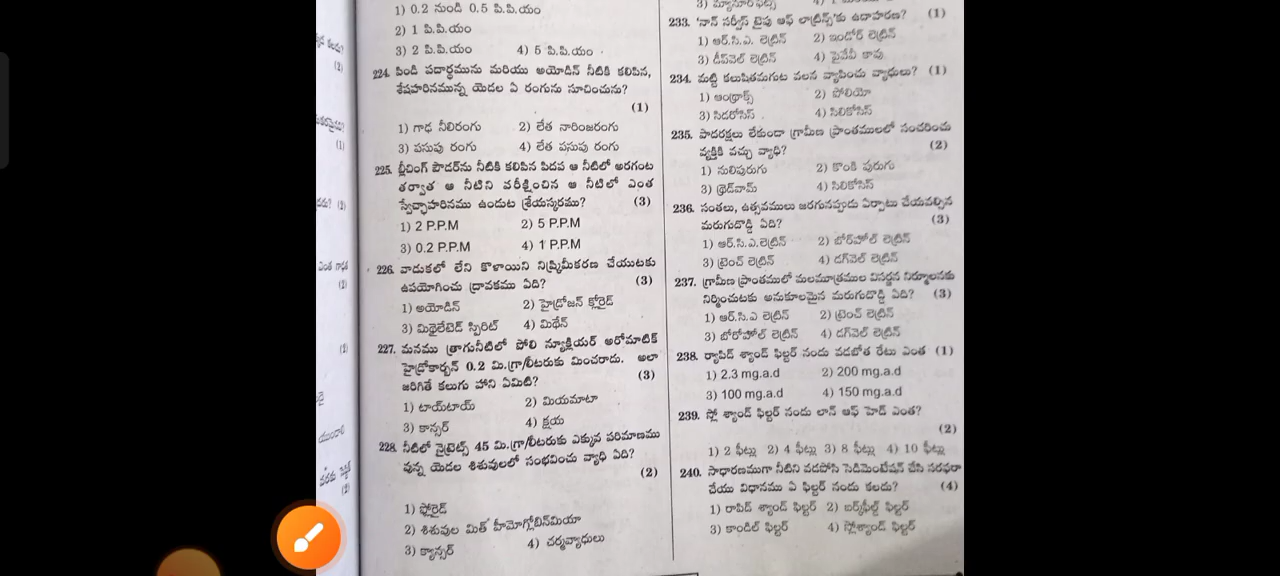 1) 0.2 నుండి 0.5 పి.పి.యం
2) 1 పి.పి.యం
3) 2 పి.పి.యం 4) 5 పి.పి.యం
224. పిండి పదార్థమును మరియు అయోడిన్ నీటికి కలిపిన,
శేషహరినమున్న యెడల ఏ రంగును సూచించును?
(1)
1) గాఢ నీలిరంగు 2) లేత నారింజరంగు
3) పసుపు రంగు 4) లేత పసుపు రంగు
225. బ్లీచింగ్ పౌడర్‌ను నీటికి కలిపిన పిదప ఆ నీటిలో అరగంట
తర్వాత ఆ నీటిని పరీక్షించిన ఆ నీటిలో ఎంత
స్వేచ్ఛాహరినము ఉండుట శ్రేయస్కరము? (3)
1) 2 P.P.M 2) 5 P.P.M
3) 0.2 P.P.M 4) 1 P.P.M
226. వాడుకలో లేని కొళాయిని నిష్క్రిమీకరణ చేయుటకు
ఉపయోగించు ద్రావకము ఏది? (3)
1) అయోడిన్ 2) హైడ్రోజన్ క్లోరైడ్
3) మిథైలేటెడ్ స్పిరిట్ 4) మిథేన్
227. మనము త్రాగునీటిలో పోలి న్యూక్లియర్ అరోమాటిక్
హైడ్రోకార్బన్ 0.2 మి.గ్రా/లీటరుకు మించరాదు. అలా
జరిగితే కలుగు హాని ఏమిటి? (3)
1) టాయ్‌టాయ్ 2) మియమాటా
3) కాన్సర్ 4) క్షయ
228. నీటిలో నైట్రెట్స్ 45 మి.గ్రా/లీటరుకు ఎక్కువ పరిమాణము
వున్న యెడల శిశువులలో సంభవించు వ్యాధి ఏది?
(2)
1) ఫ్లోరైడ్
2) శిశువుల మిత్ హీమోగ్లోబిన్‌మియా
3) క్యాన్సర్ 4) చర్మవ్యాధులు
233. 'నాన్ సర్వీస్ టైపు ఆఫ్ లాట్రిన్స్'కు ఉదాహరణ? (1)
1) ఆర్.సి.ఎ. లెట్రిన్ 2) ఇండోర్ లెట్రిన్
3) డీప్‌వెల్ లెట్రిన్ 4) పైవేవీ కావు
234. మట్టి కలుషితమగుట వలన వ్యాపించు వ్యాధులు? (1)
1) ఆంథ్రాక్స్ 2) పోలియో
3) సిడరోసిస్ 4) సిలికోసిస్
235. పాదరక్షలు లేకుండా గ్రామీణ ప్రాంతములలో సంచరించు
వ్యక్తికి వచ్చు వ్యాధి? (2)
1) నులిపురుగు 2) కొంకి పురుగు
3) థ్రెడ్‌వామ్ 4) సిలికోసిస్
236. సంతలు, ఉత్సవములు జరగునప్పుడు ఏర్పాటు చేయవల్సిన
మరుగుదొడ్డి ఏది? (3)
1) ఆర్.సి.ఎ.లెట్రిన్ 2) బోర్‌హోల్ లెట్రిన్
3) ట్రెంచ్ లెట్రిన్ 4) డగ్‌వెల్ లెట్రిన్
237. గ్రామీణ ప్రాంతములో మలమూత్రముల విసర్జన నిర్మూలనకు
నిర్మించుటకు అనుకూలమైన మరుగుదొడ్డి ఏది? (3)
1) ఆర్.సి.ఎ లెట్రిన్ 2) ట్రెంచ్ లెట్రిన్
3) బోరోహోల్ లెట్రిన్ 4) డగ్‌వెల్ లెట్రిన్
238. ర్యాపిడ్ శ్యాండ్ ఫిల్టర్ నందు వడబోత రేటు ఎంత (1)
1) 2.3 mg.a.d 2) 200 mg.a.d
3) 100 mg.a.d 4) 150 mg.a.d
239. స్లో శ్యాండ్ ఫిల్టర్ నందు లాస్ ఆఫ్ హెడ్ ఎంత?
(2)
1) 2 ఫీట్లు 2) 4 ఫీట్లు 3) 8 ఫీట్లు 4) 10 ఫీట్లు
240. సాధారణముగా నీటిని వడపోసి సెడిమెంటేషన్ చేసి సరఫరా
చేయు విధానము ఏ ఫిల్టర్ నందు కలదు? (4)
1) రాపిడ్ శ్యాండ్ ఫిల్టర్ 2) బర్క్‌ఫీల్డ్ ఫిల్టర్
3) కాండిల్ ఫిల్టర్ 4) స్లోశ్యాండ్ ఫిల్టర్